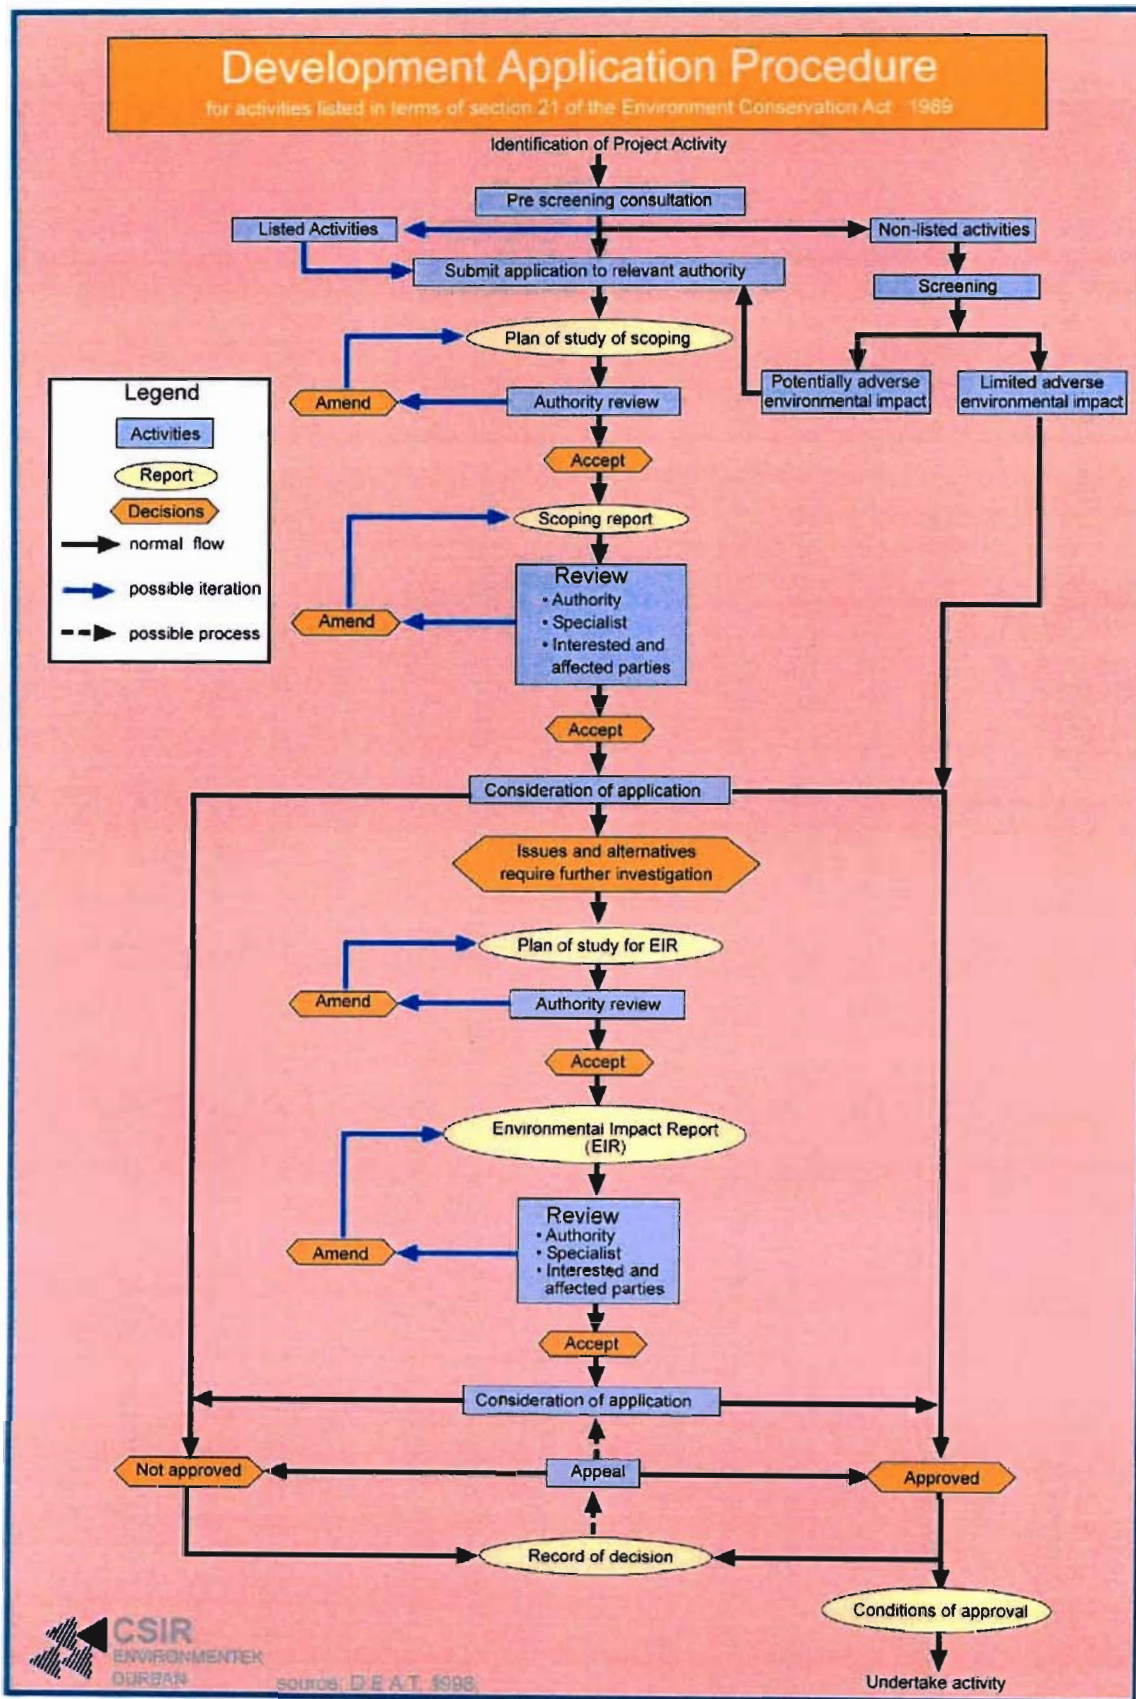 Development Application Procedure
for activities listed in terms of section 21 of the Environment Conservation Act 1989
Identification of Project Activity
Pre screening consultation
Listed Activities
Non-listed activities
Submit application to relevant authority
Screening
Plan of study of scoping
Potentially adverse
environmental impact
Limited adverse
environmental impact
Amend
Authority review
Legend
Activities
Report
Decisions
normal flow
possible iteration
possible process
Accept
Scoping report
Review
• Authority
• Specialist
• Interested and
affected parties
Amend
Accept
Consideration of application
Issues and alternatives
require further investigation
Plan of study for EIR
Amend
Authority review
Accept
Environmental Impact Report
(EIR)
Review
• Authority
• Specialist
• Interested and
affected parties
Amend
Accept
Consideration of application
Not approved
Appeal
Approved
Record of decision
Conditions of approval
Undertake activity
CSIR
ENVIRONMENTEK
DURBAN
source: D.E.A.T. 1998